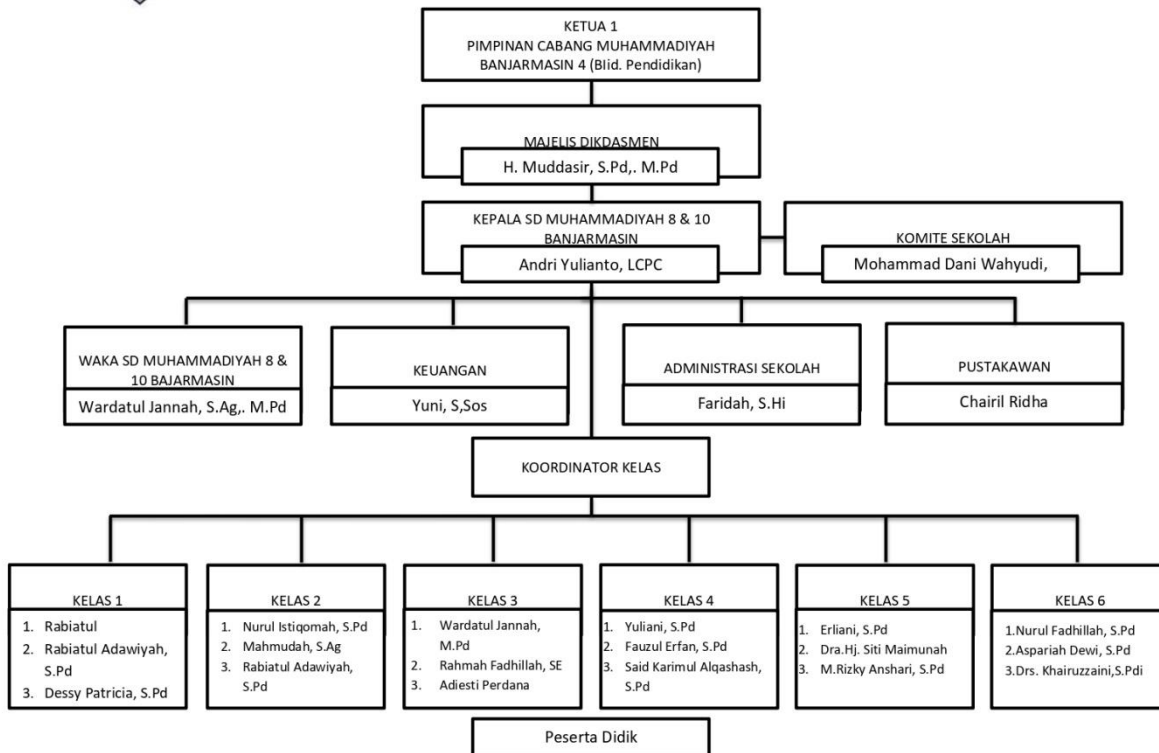 KETUA 1
PIMPINAN CABANG MUHAMMADIYAH
BANJARMASIN 4 (BIid. Pendidikan)
MAJELIS DIKDASMEN
H. Muddasir, S.Pd,. M.Pd
KEPALA SD MUHAMMADIYAH 8 & 10
BANJARMASIN
Andri Yulianto, LCPC
KOMITE SEKOLAH
Mohammad Dani Wahyudi,
WAKA SD MUHAMMADIYAH 8 &
10 BAJARMASIN
Wardatul Jannah, S.Ag,. M.Pd
KEUANGAN
Yuni, S,Sos
ADMINISTRASI SEKOLAH
Faridah, S.Hi
PUSTAKAWAN
Chairil Ridha
KOORDINATOR KELAS
KELAS 1
1. Rabiatul
2. Rabiatul Adawiyah,
S.Pd
3. Dessy Patricia, S.Pd
KELAS 2
1. Nurul Istiqomah, S.Pd
2. Mahmudah, S.Ag
3. Rabiatul Adawiyah,
S.Pd
KELAS 3
1. Wardatul Jannah,
M.Pd
2. Rahmah Fadhillah, SE
3. Adiesti Perdana
KELAS 4
1. Yuliani, S.Pd
2. Fauzul Erfan, S.Pd
3. Said Karimul Alqashash,
S.Pd
KELAS 5
1. Erliani, S.Pd
2. Dra.Hj. Siti Maimunah
3. M.Rizky Anshari, S.Pd
KELAS 6
1.Nurul Fadhillah, S.Pd
2.Aspariah Dewi, S.Pd
3.Drs. Khairuzzaini,S.Pdi
Peserta Didik